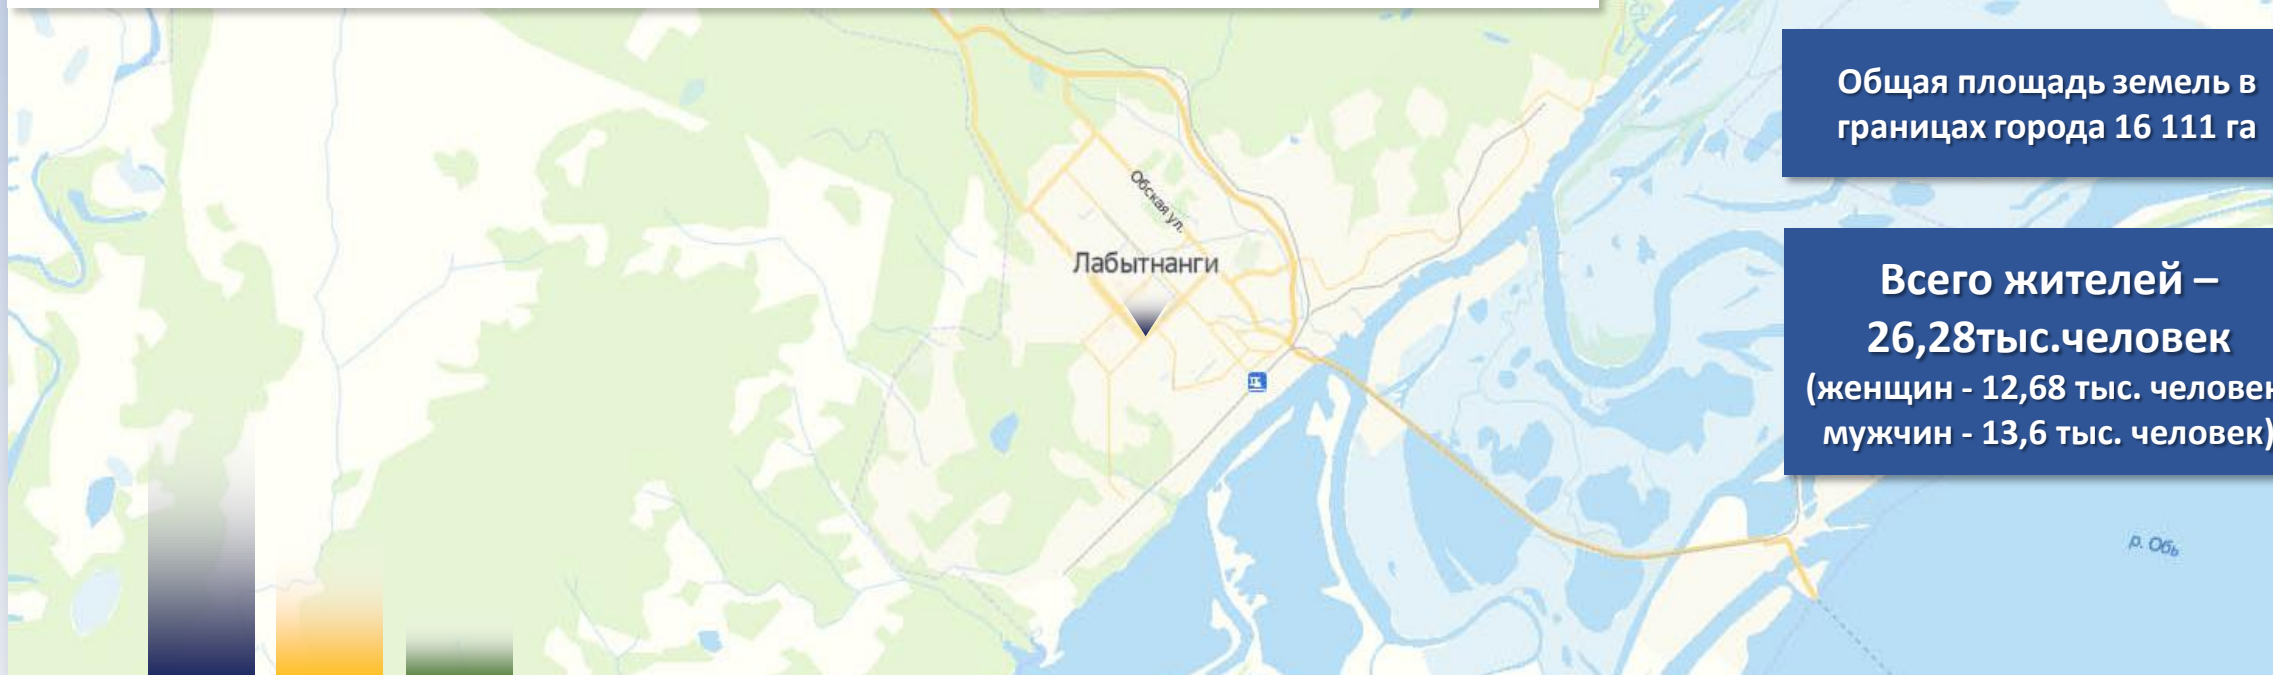 Общая площадь земель в
границах города 16 111 га
Обская ул.
Лабытнанги
Всего жителей –
26,28тыс.человек
(женщин - 12,68 тыс. человек
мужчин - 13,6 тыс. человек)
р. Обь